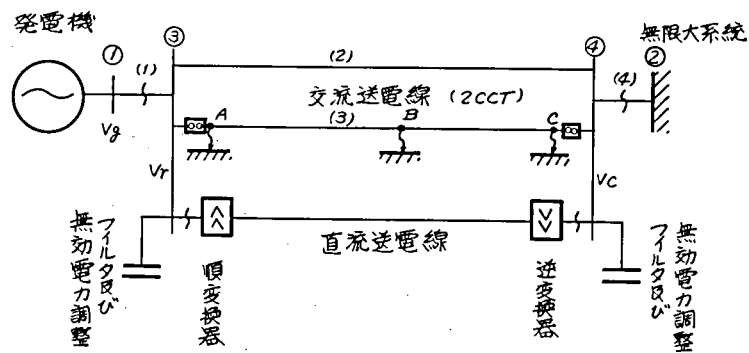 発電機
①
③
④
無限大系統
②
(1)
(2)
(4)
交流送電線 (2CCT)
Vg
A
(3)
B
C
Vr
Vc
フィルタ及び
無効電力調整
順変換器
直流送電線
逆変換器
フィルタ及び
無効電力調整